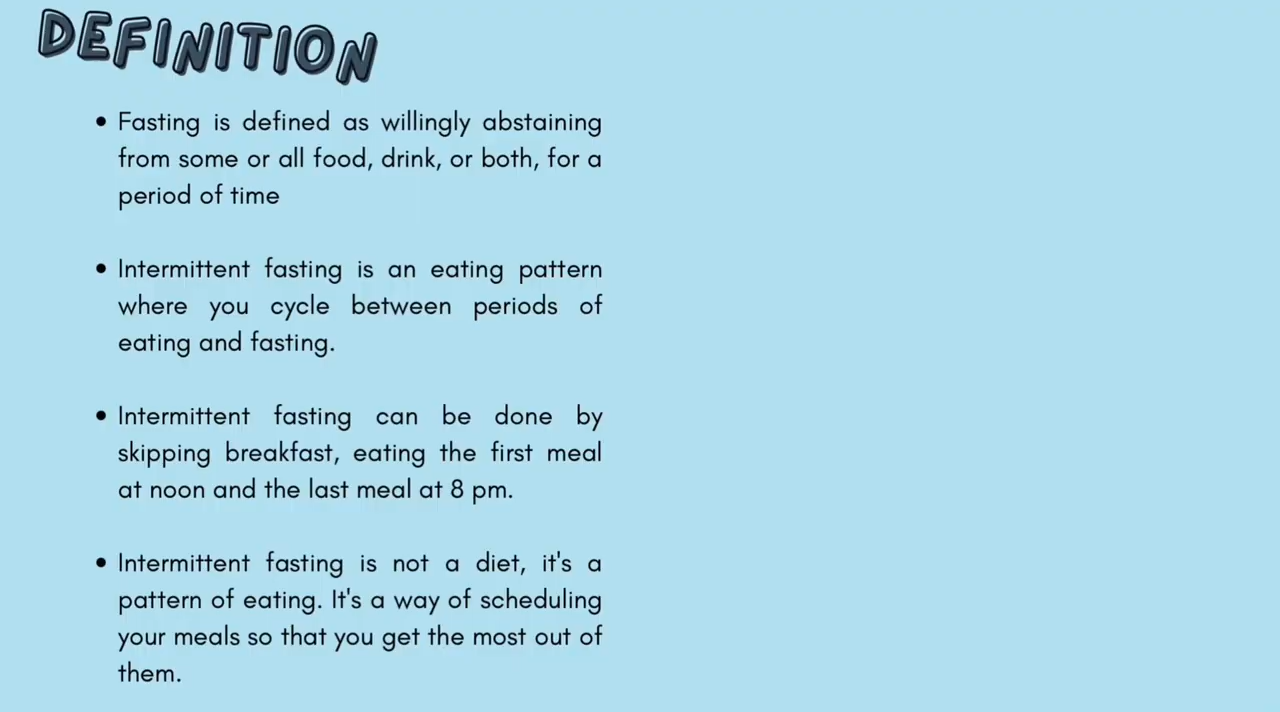 DEFINITION
• Fasting is defined as willingly abstaining
from some or all food, drink, or both, for a
period of time
• Intermittent fasting is an eating pattern
where you cycle between periods of
eating and fasting.
• Intermittent fasting can be done by
skipping breakfast, eating the first meal
at noon and the last meal at 8 pm.
• Intermittent fasting is not a diet, it's a
pattern of eating. It's a way of scheduling
your meals so that you get the most out of
them.